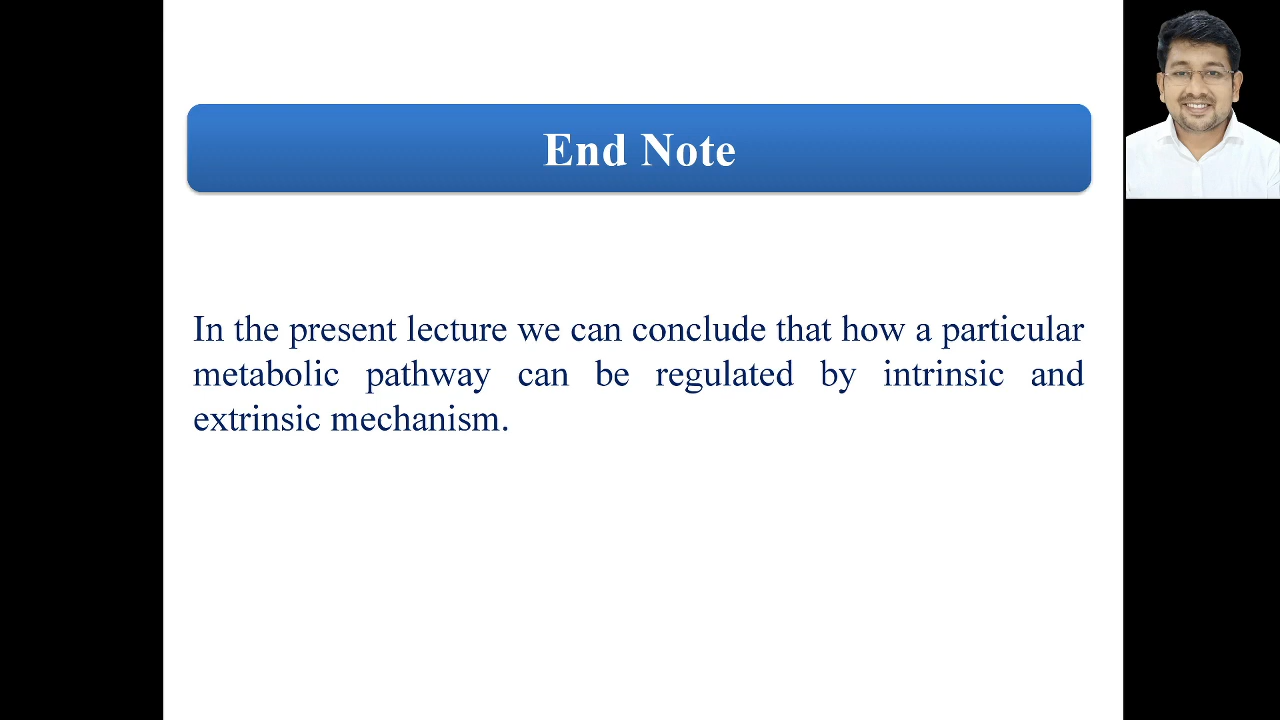 End Note
In the present lecture we can conclude that how a particular
metabolic pathway can be regulated by intrinsic and
extrinsic mechanism.